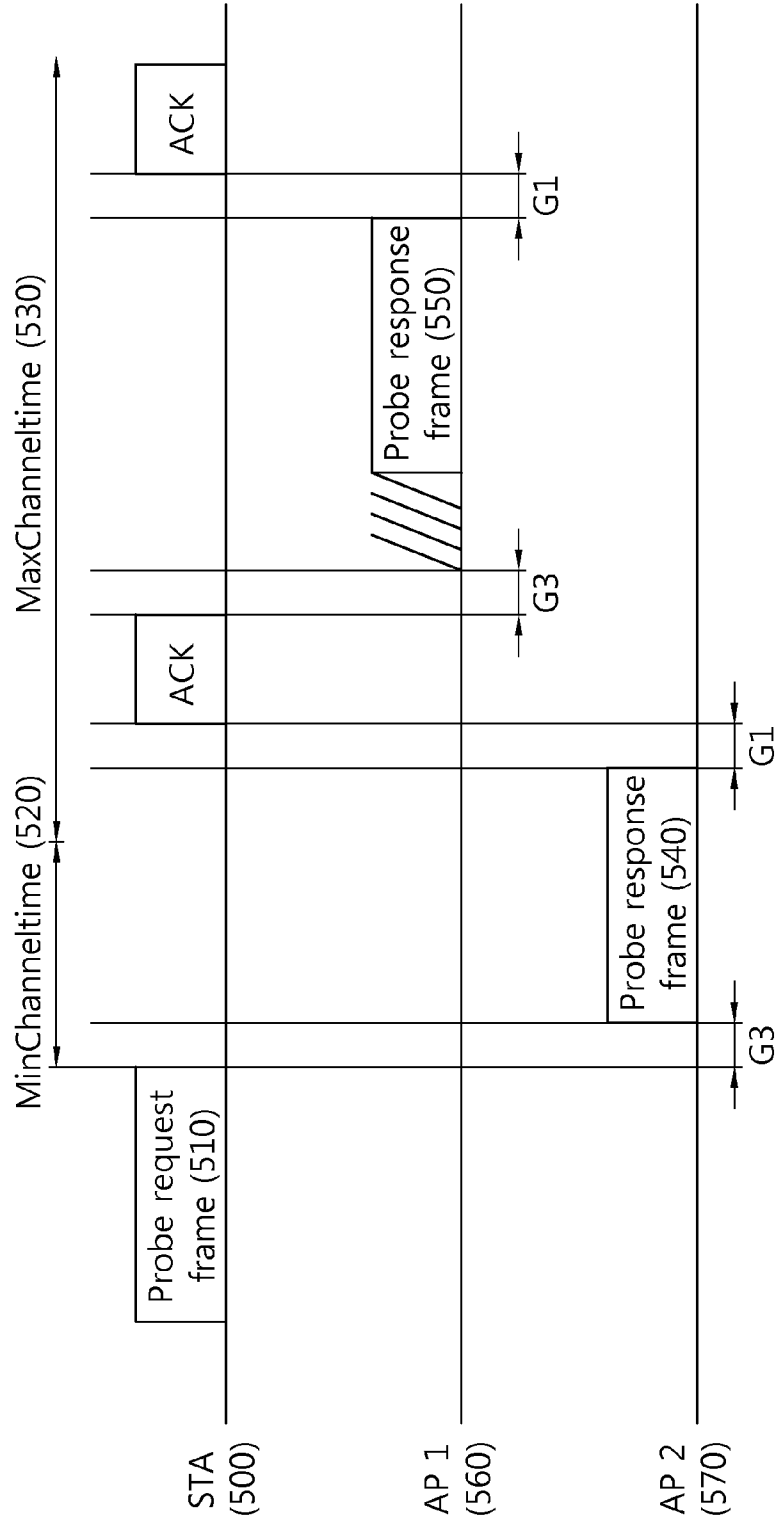 MinChanneltime (520)
MaxChanneltime (530)
STA
(500)
Probe request
frame (510)
ACK
ACK
AP 1
(560)
G3
Probe response
frame (550)
G1
AP 2
(570)
G3
Probe response
frame (540)
G1